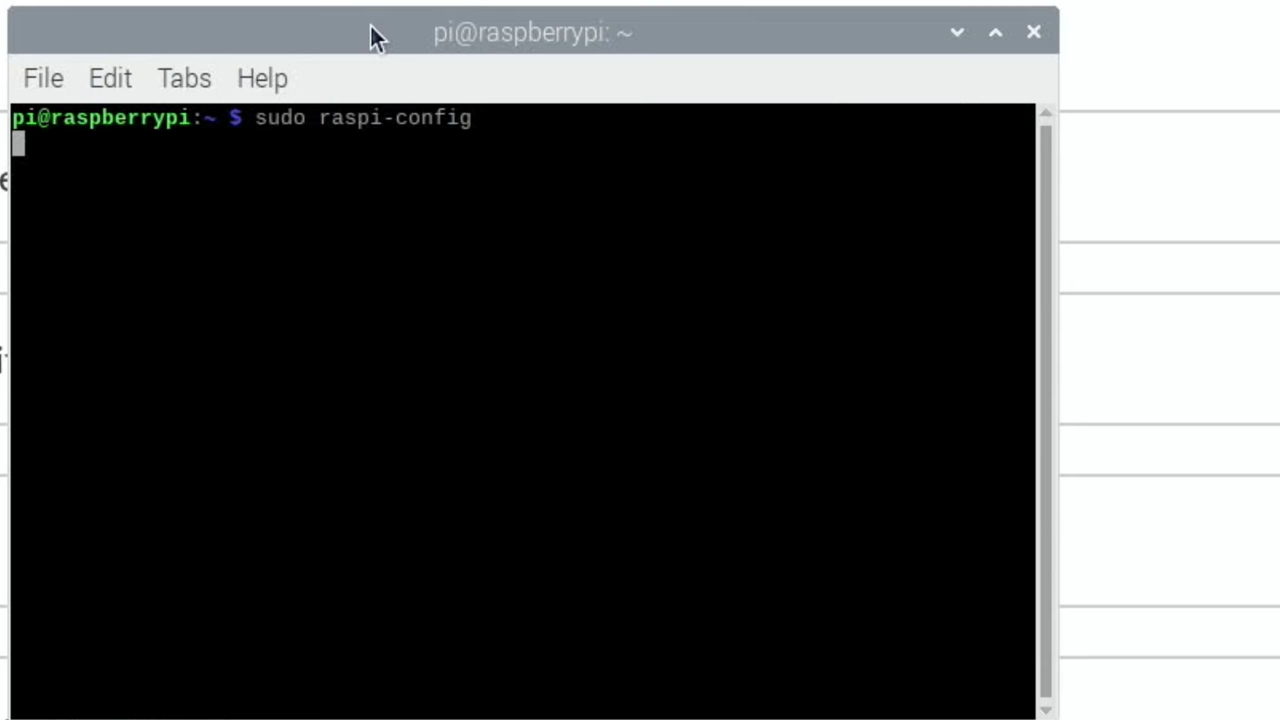 pi@raspberrypi: ~
File Edit Tabs Help
pi@raspberrypi:~ $ sudo raspi-config